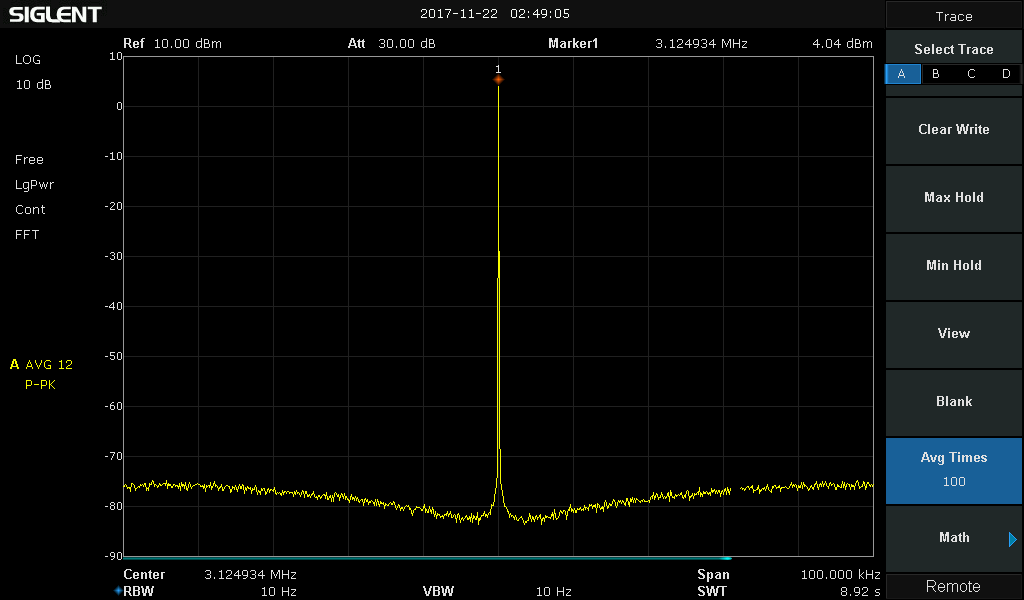 SIGLENT
2017-11-22 02:49:05
Trace
Ref 10.00 dBm
Att 30.00 dB
Marker1 3.124934 MHz 4.04 dBm
LOG
10 dB
Free
LgPwr
Cont
FFT
A AVG 12
P-PK
10
0
-10
-20
-30
-40
-50
-60
-70
-80
-90
1
Select Trace
A B C D
Clear Write
Max Hold
Min Hold
View
Blank
Avg Times
100
Math
Center 3.124934 MHz
Span 100.000 kHz
RBW 10 Hz
VBW 10 Hz
SWT 8.92 s
Remote